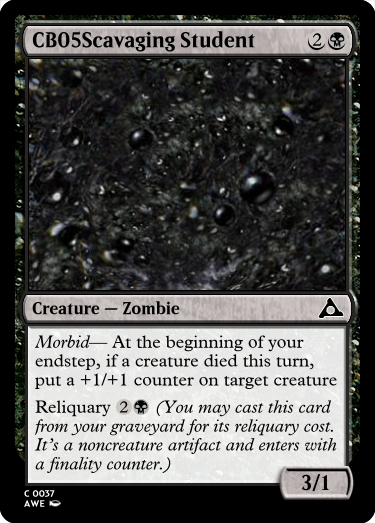 CB05Scavaging Student 2
Creature — Zombie
Morbid— At the beginning of your
endstep, if a creature died this turn,
put a +1/+1 counter on target creature
Reliquary 2 (You may cast this card
from your graveyard for its reliquary cost.
It's a noncreature artifact and enters with
a finality counter.)
3/1
C 0037
AWE